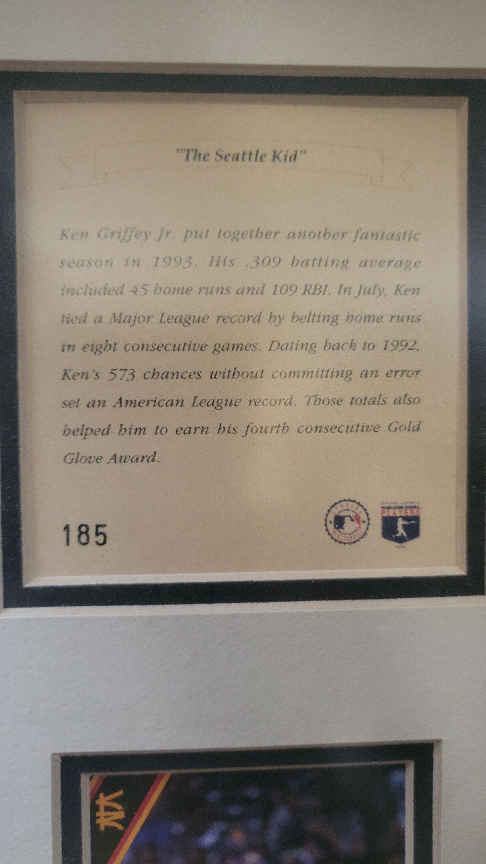 "The Seattle Kid"
Ken Griffey Jr. put together another fantastic
season in 1993. His .309 batting average
included 45 home runs and 109 RBI. In July, Ken
tied a Major League record by belting home runs
in eight consecutive games. Dating back to 1992,
Ken's 573 chances without committing an error
set an American League record. Those totals also
helped him to earn his fourth consecutive Gold
Glove Award.
185
PLAYERS